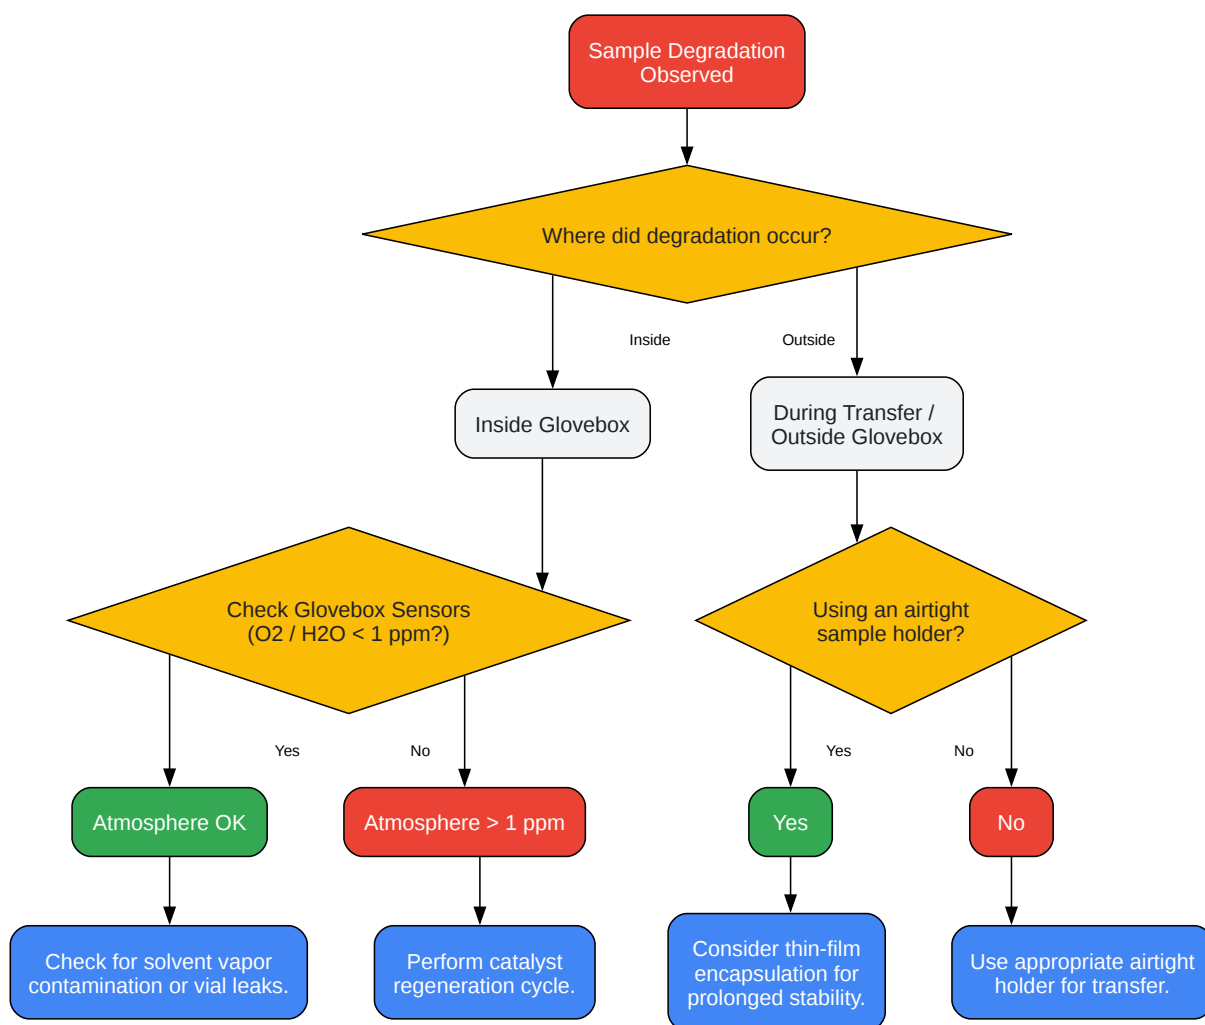 Sample Degradation
Observed
Where did degradation occur?
Inside
Outside
Inside Glovebox
During Transfer /
Outside Glovebox
Check Glovebox Sensors
(O2 / H2O < 1 ppm?)
Using an airtight
sample holder?
Yes
No
Yes
No
Atmosphere OK
Atmosphere > 1 ppm
Yes
No
Check for solvent vapor
contamination or vial leaks.
Perform catalyst
regeneration cycle.
Consider thin-film
encapsulation for
prolonged stability.
Use appropriate airtight
holder for transfer.